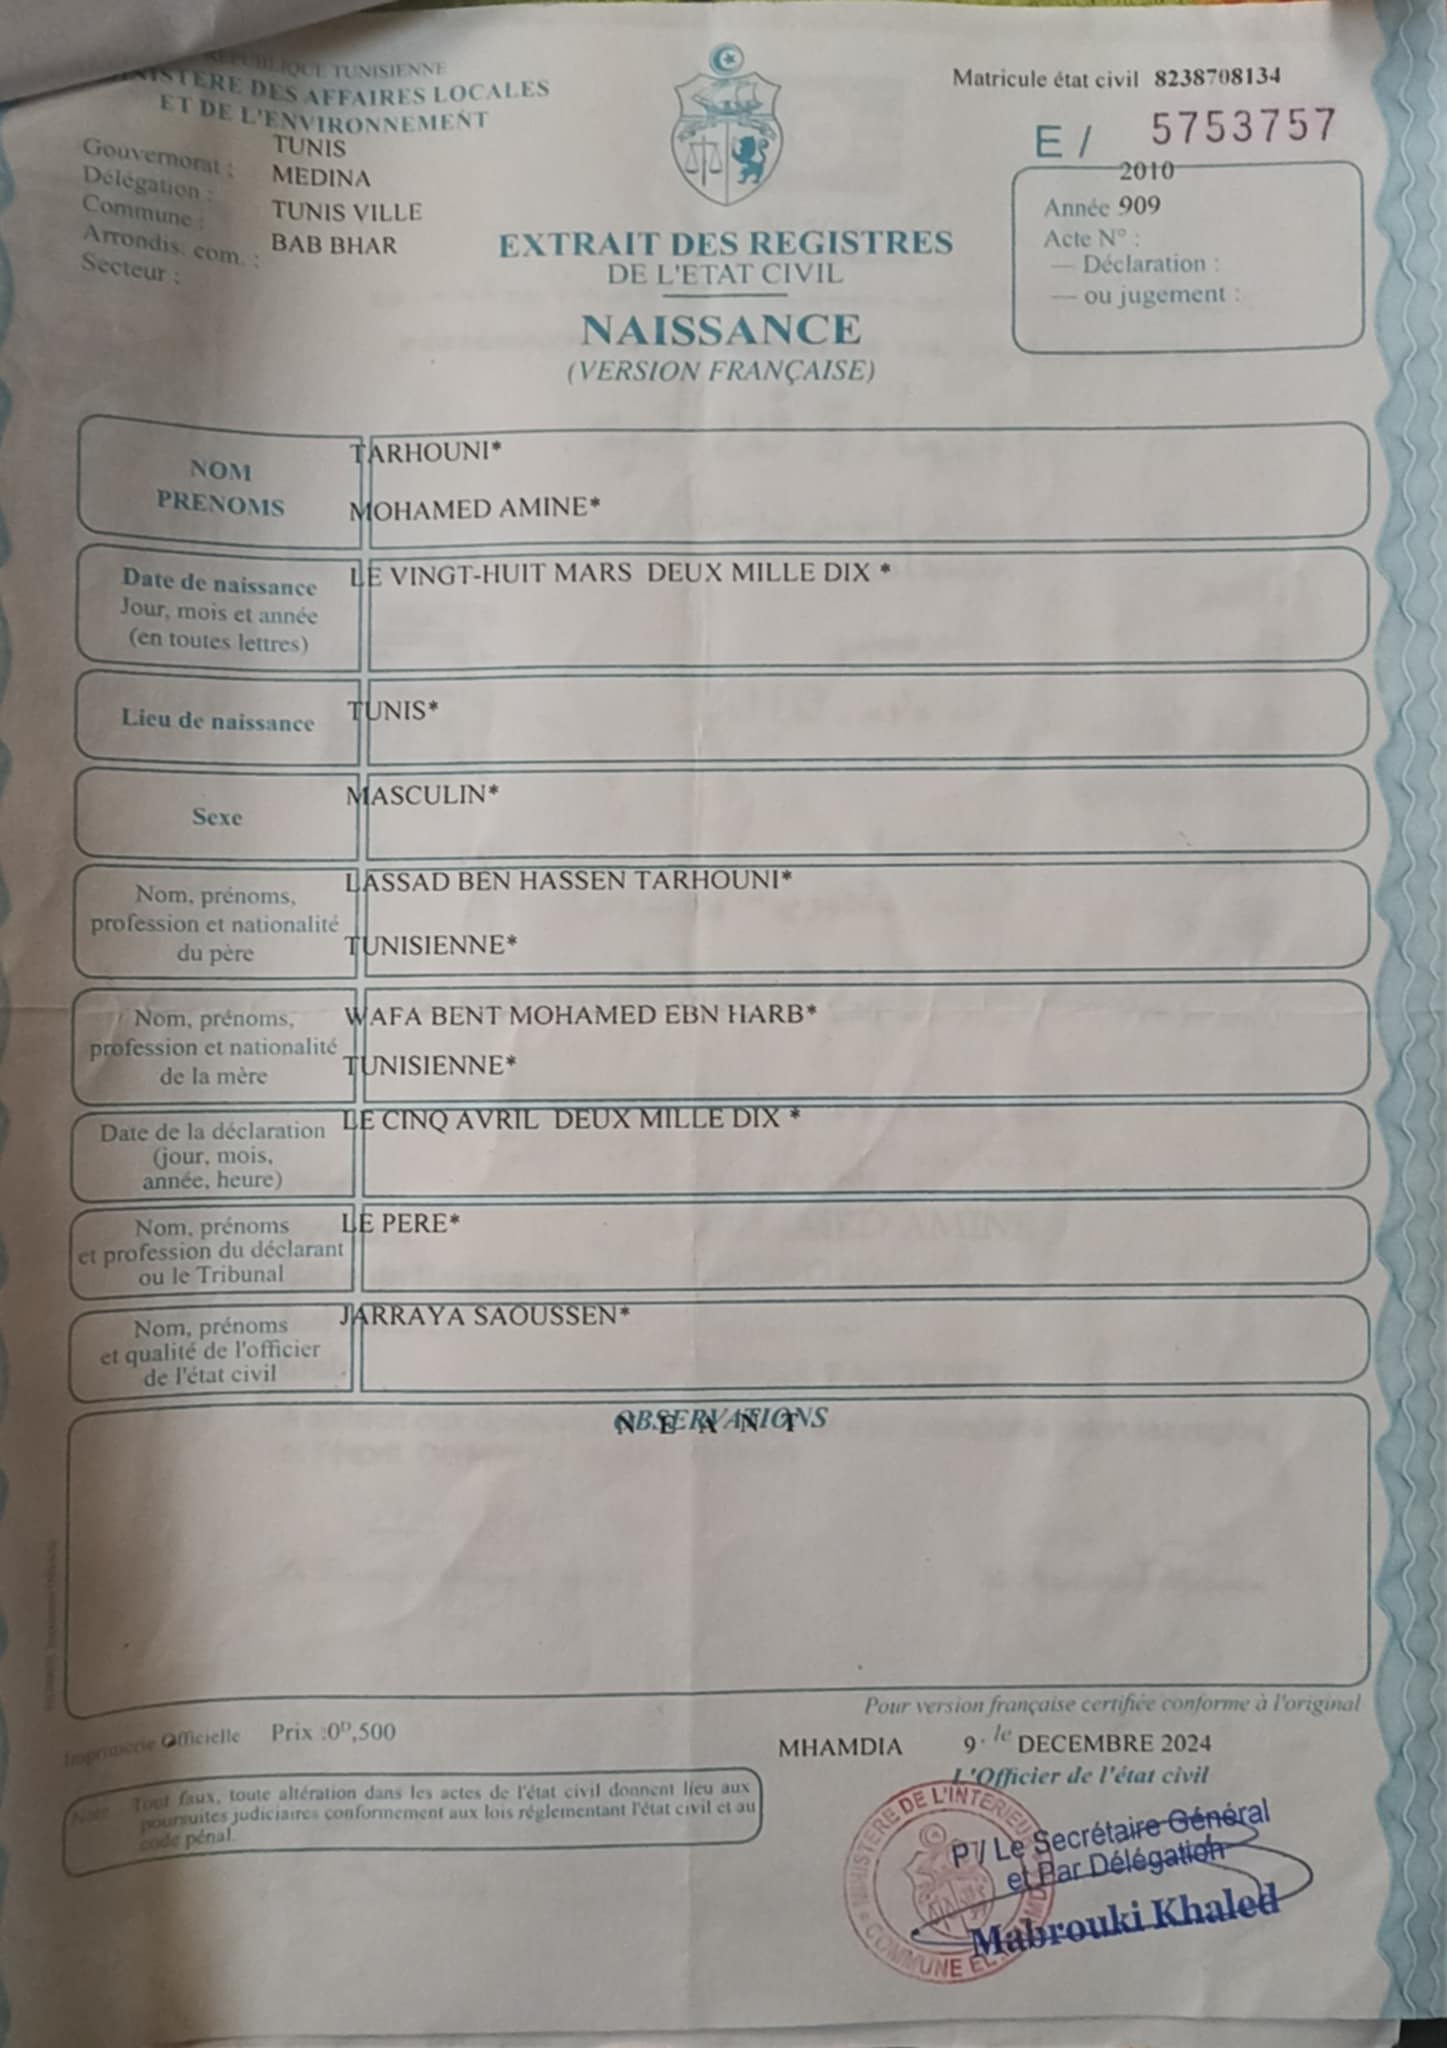 REPUBLIQUE TUNISIENNE
MINISTERE DES AFFAIRES LOCALES
ET DE L'ENVIRONNEMENT
Gouvernorat : TUNIS
Délégation : MEDINA
Commune : TUNIS VILLE
Arrondis. com. : BAB BHAR
Secteur :
Matricule état civil 8238708134
E / 5753757
2010
Année 909
Acte N° :
— Déclaration :
— ou jugement :
EXTRAIT DES REGISTRES
DE L'ETAT CIVIL
NAISSANCE
(VERSION FRANÇAISE)
NOM
PRENOMS
TARHOUNI*
MOHAMED AMINE*
Date de naissance
Jour, mois et année
(en toutes lettres)
LE VINGT-HUIT MARS DEUX MILLE DIX *
Lieu de naissance
TUNIS*
Sexe
MASCULIN*
Nom, prénoms,
profession et nationalité
du père
LASSAD BEN HASSEN TARHOUNI*
TUNISIENNE*
Nom, prénoms,
profession et nationalité
de la mère
WAFA BENT MOHAMED EBN HARB*
TUNISIENNE*
Date de la déclaration
(jour, mois,
année, heure)
LE CINQ AVRIL DEUX MILLE DIX *
Nom, prénoms
et profession du déclarant
ou le Tribunal
LE PERE*
Nom, prénoms
et qualité de l'officier
de l'état civil
JARRAYA SAOUSSEN*
OBSERVATIONS
N E A N T
Pour version française certifiée conforme à l'original
Imprimerie Officielle Prix :0ᴰ,500
MHAMDIA 9 le DECEMBRE 2024
L'Officier de l'état civil
Note Tout faux, toute altération dans les actes de l'état civil donnent lieu aux
poursuites judiciaires conformement aux lois réglementant l'état civil et au
code pénal.
MINISTERE DE L'INTERIEUR
COMMUNE EL
P / Le Secrétaire Général
et Par Délégation
Mabrouki Khaled